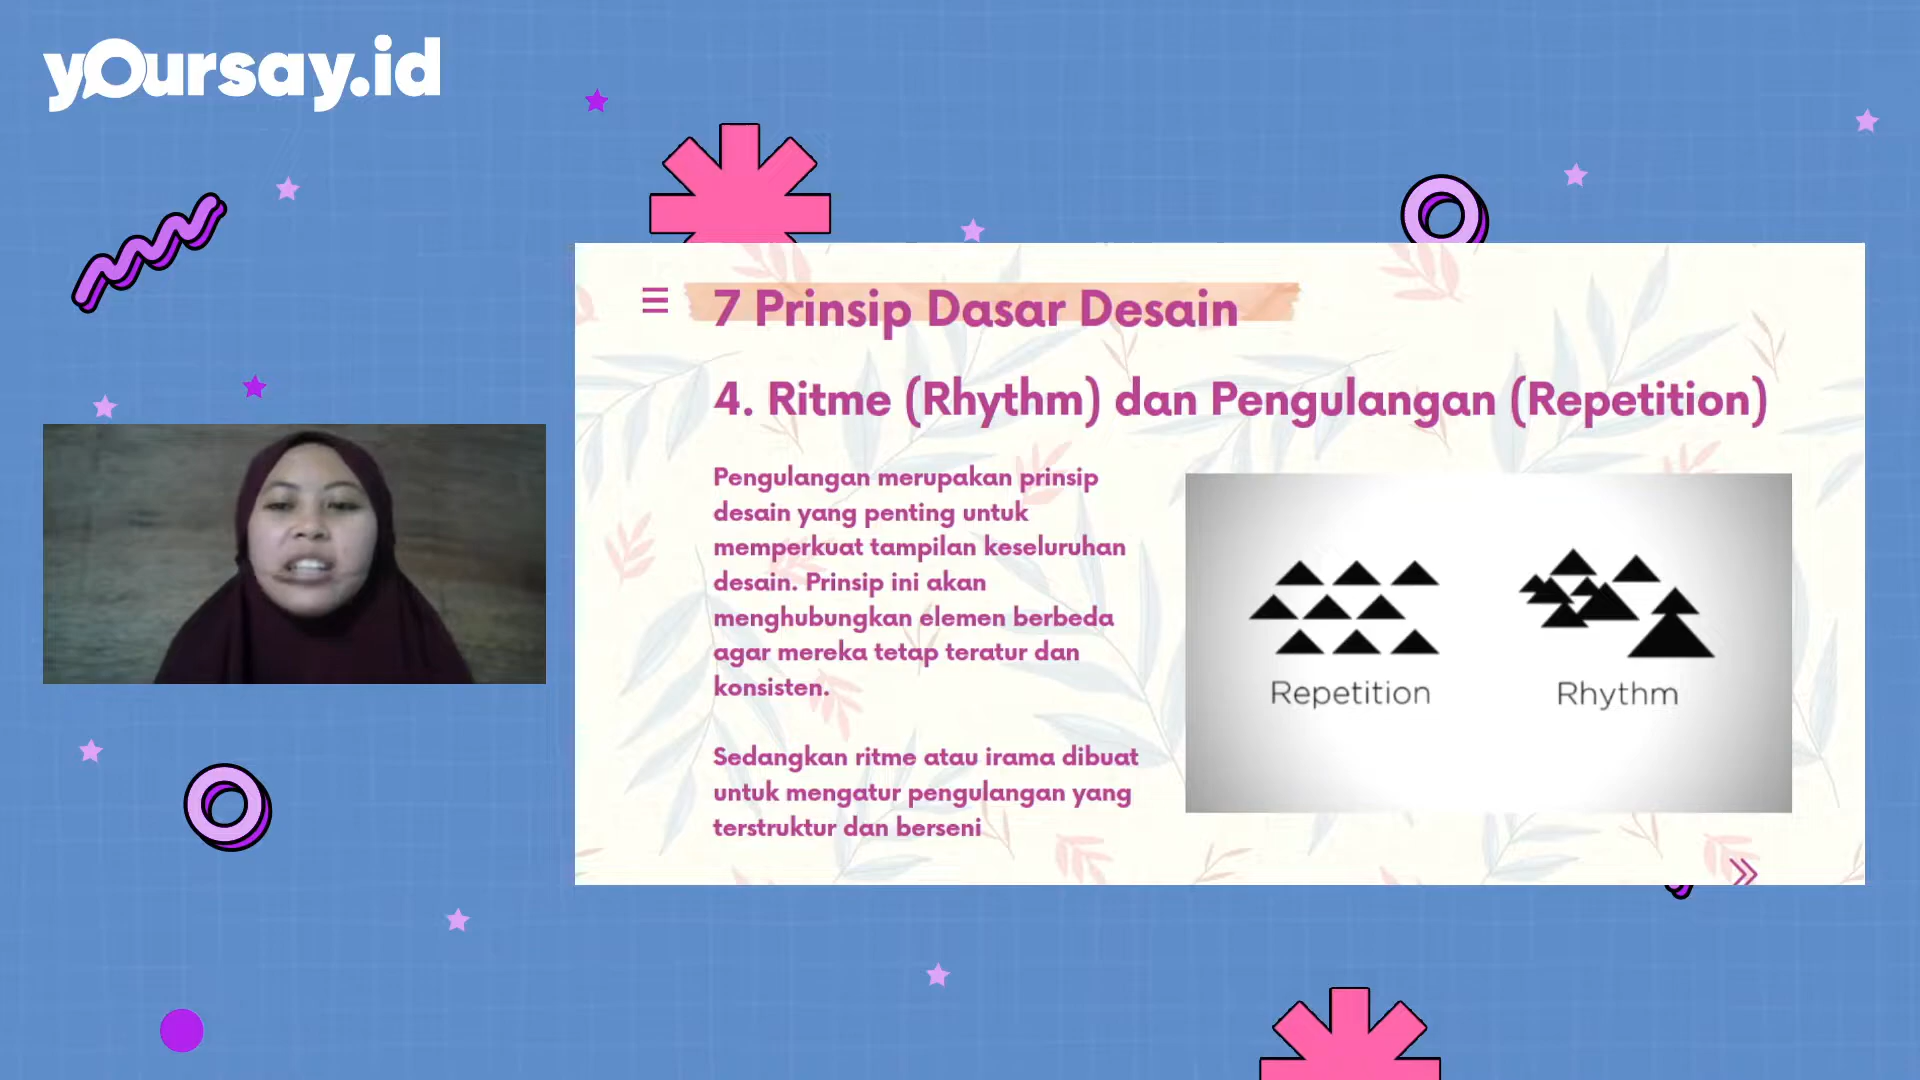 yoursay.id
7 Prinsip Dasar Desain
4. Ritme (Rhythm) dan Pengulangan (Repetition)
Pengulangan merupakan prinsip
desain yang penting untuk
memperkuat tampilan keseluruhan
desain. Prinsip ini akan
menghubungkan elemen berbeda
agar mereka tetap teratur dan
konsisten.
Sedangkan ritme atau irama dibuat
untuk mengatur pengulangan yang
terstruktur dan berseni
Repetition
Rhythm